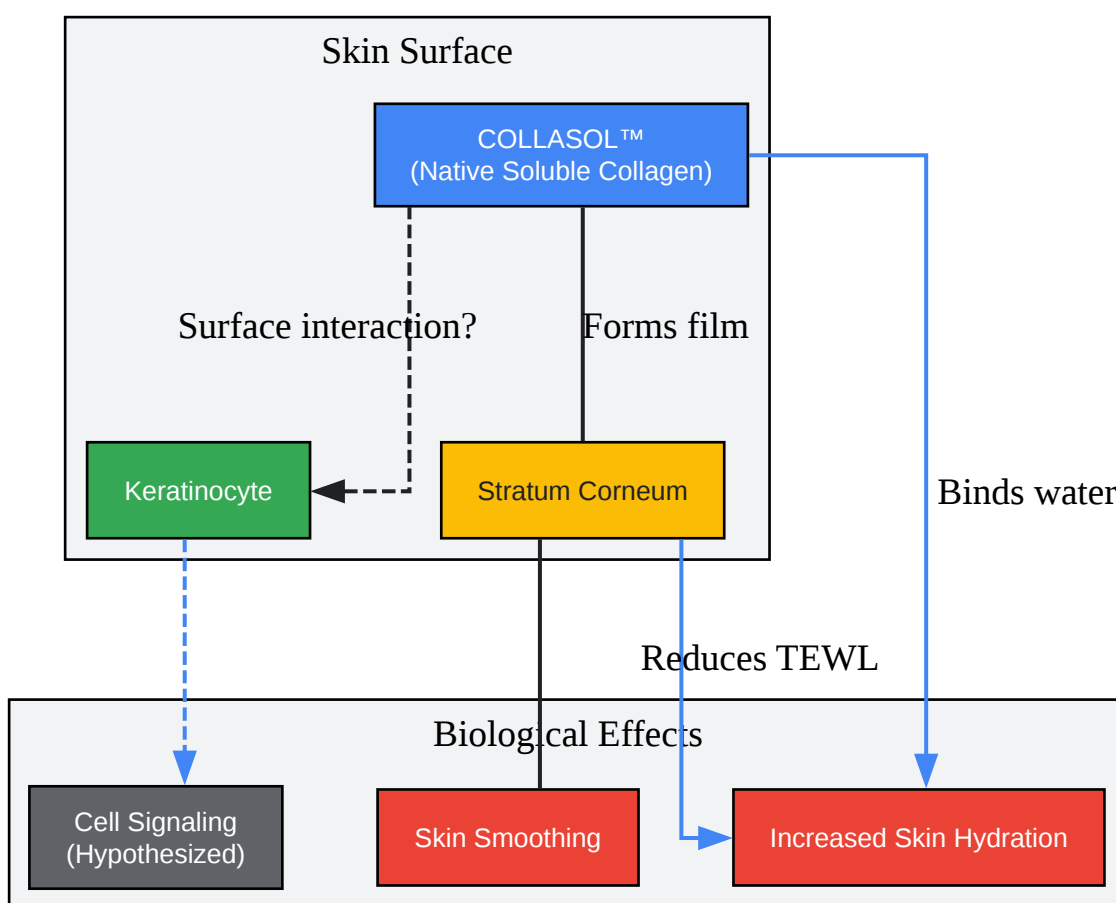 Skin Surface
COLLASOL™
(Native Soluble Collagen)
Surface interaction?
Forms film
Keratinocyte
Stratum Corneum
Binds water
Reduces TEWL
Biological Effects
Cell Signaling
(Hypothesized)
Skin Smoothing
Increased Skin Hydration